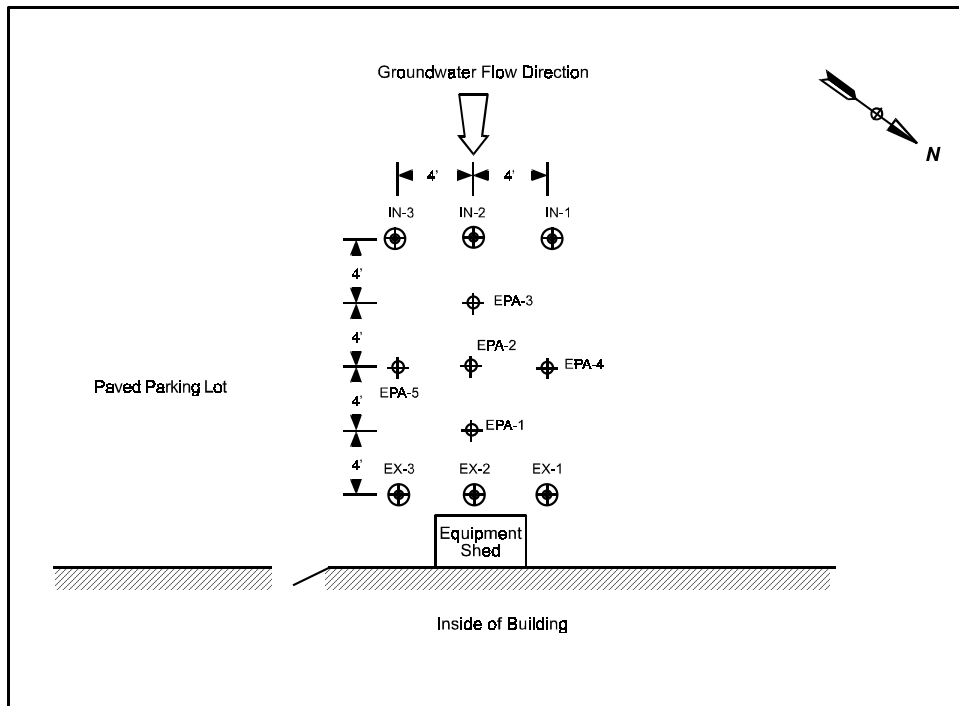 Groundwater Flow Direction
N
4' 4'
IN-3 IN-2 IN-1
4'
EPA-3
4'
EPA-2
EPA-4
Paved Parking Lot
EPA-5
4'
EPA-1
4'
EX-3 EX-2 EX-1
Equipment
Shed
Inside of Building